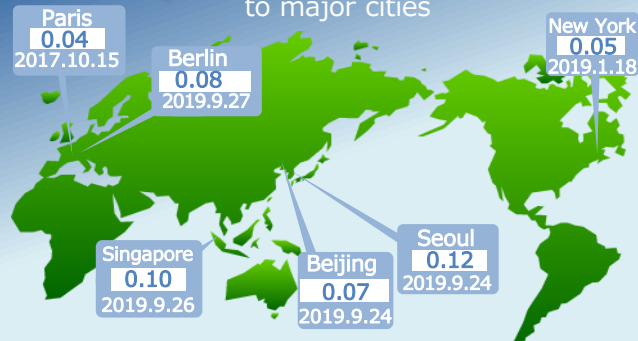 to major cities
Paris
0.04
2017.10.15
Berlin
0.08
2019.9.27
New York
0.05
2019.1.18
Singapore
0.10
2019.9.26
Beijing
0.07
2019.9.24
Seoul
0.12
2019.9.24